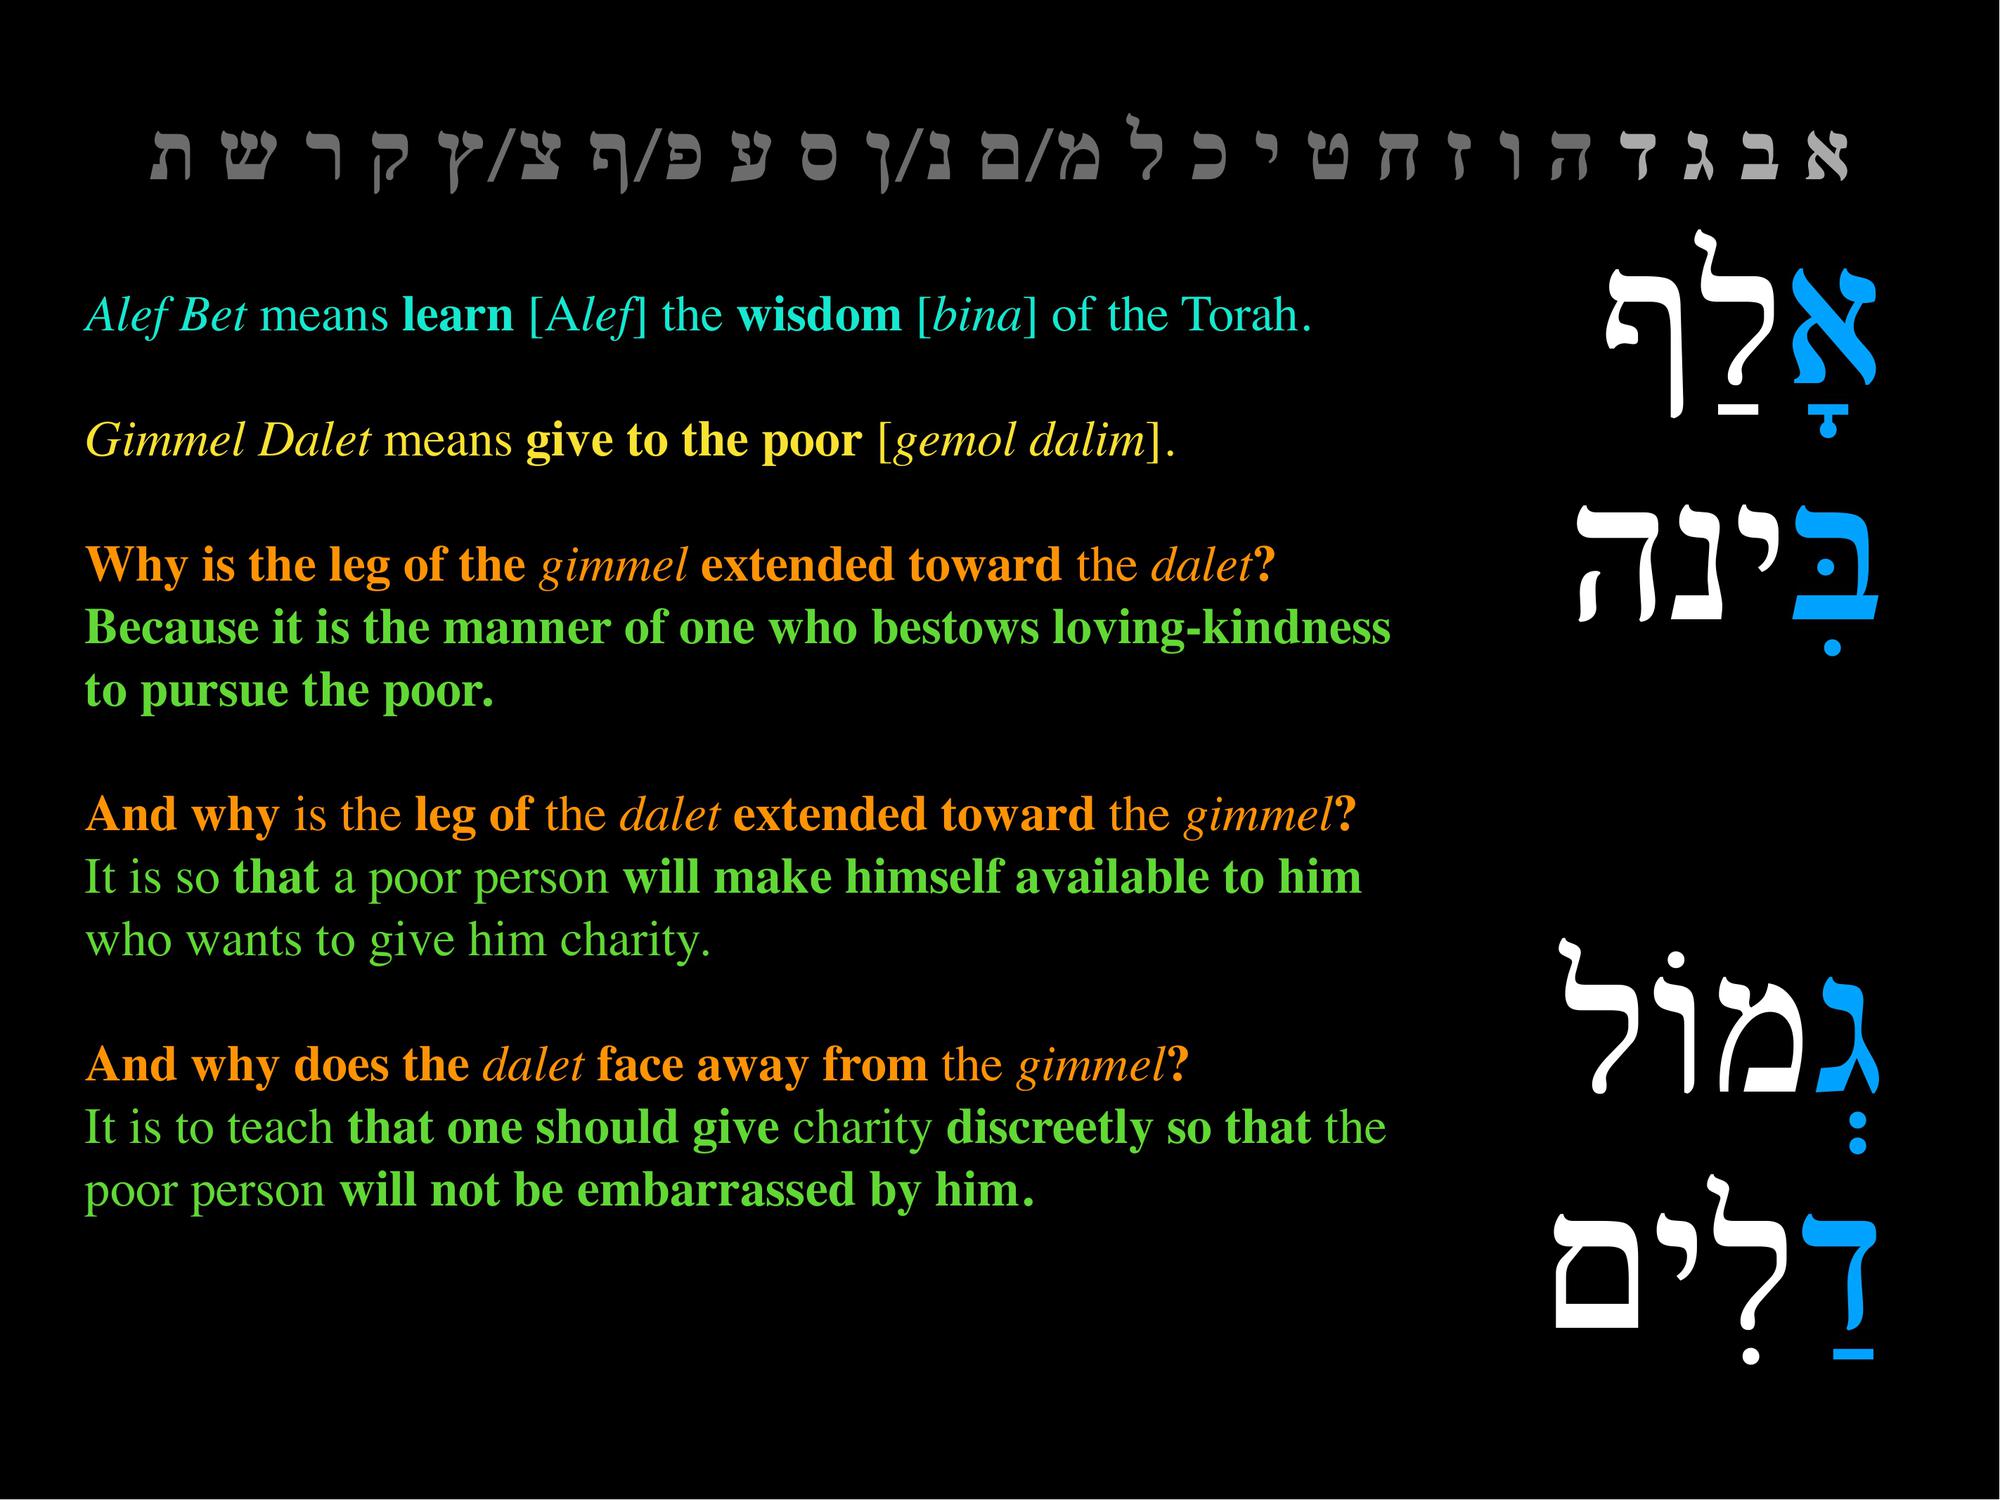 א ב ג ד ה ו ז ח ט י כ ל מ/ם נ/ן ס ע פ/ף צ/ץ ק ר ש ת
אָלַף
Alef Bet means learn [Alef] the wisdom [bina] of the Torah.
Gimmel Dalet means give to the poor [gemol dalim].
בִּינה
Why is the leg of the gimmel extended toward the dalet?
Because it is the manner of one who bestows loving-kindness
to pursue the poor.
And why is the leg of the dalet extended toward the gimmel?
It is so that a poor person will make himself available to him
who wants to give him charity.
גְמוֹל
And why does the dalet face away from the gimmel?
It is to teach that one should give charity discreetly so that the
poor person will not be embarrassed by him.
דַלִים